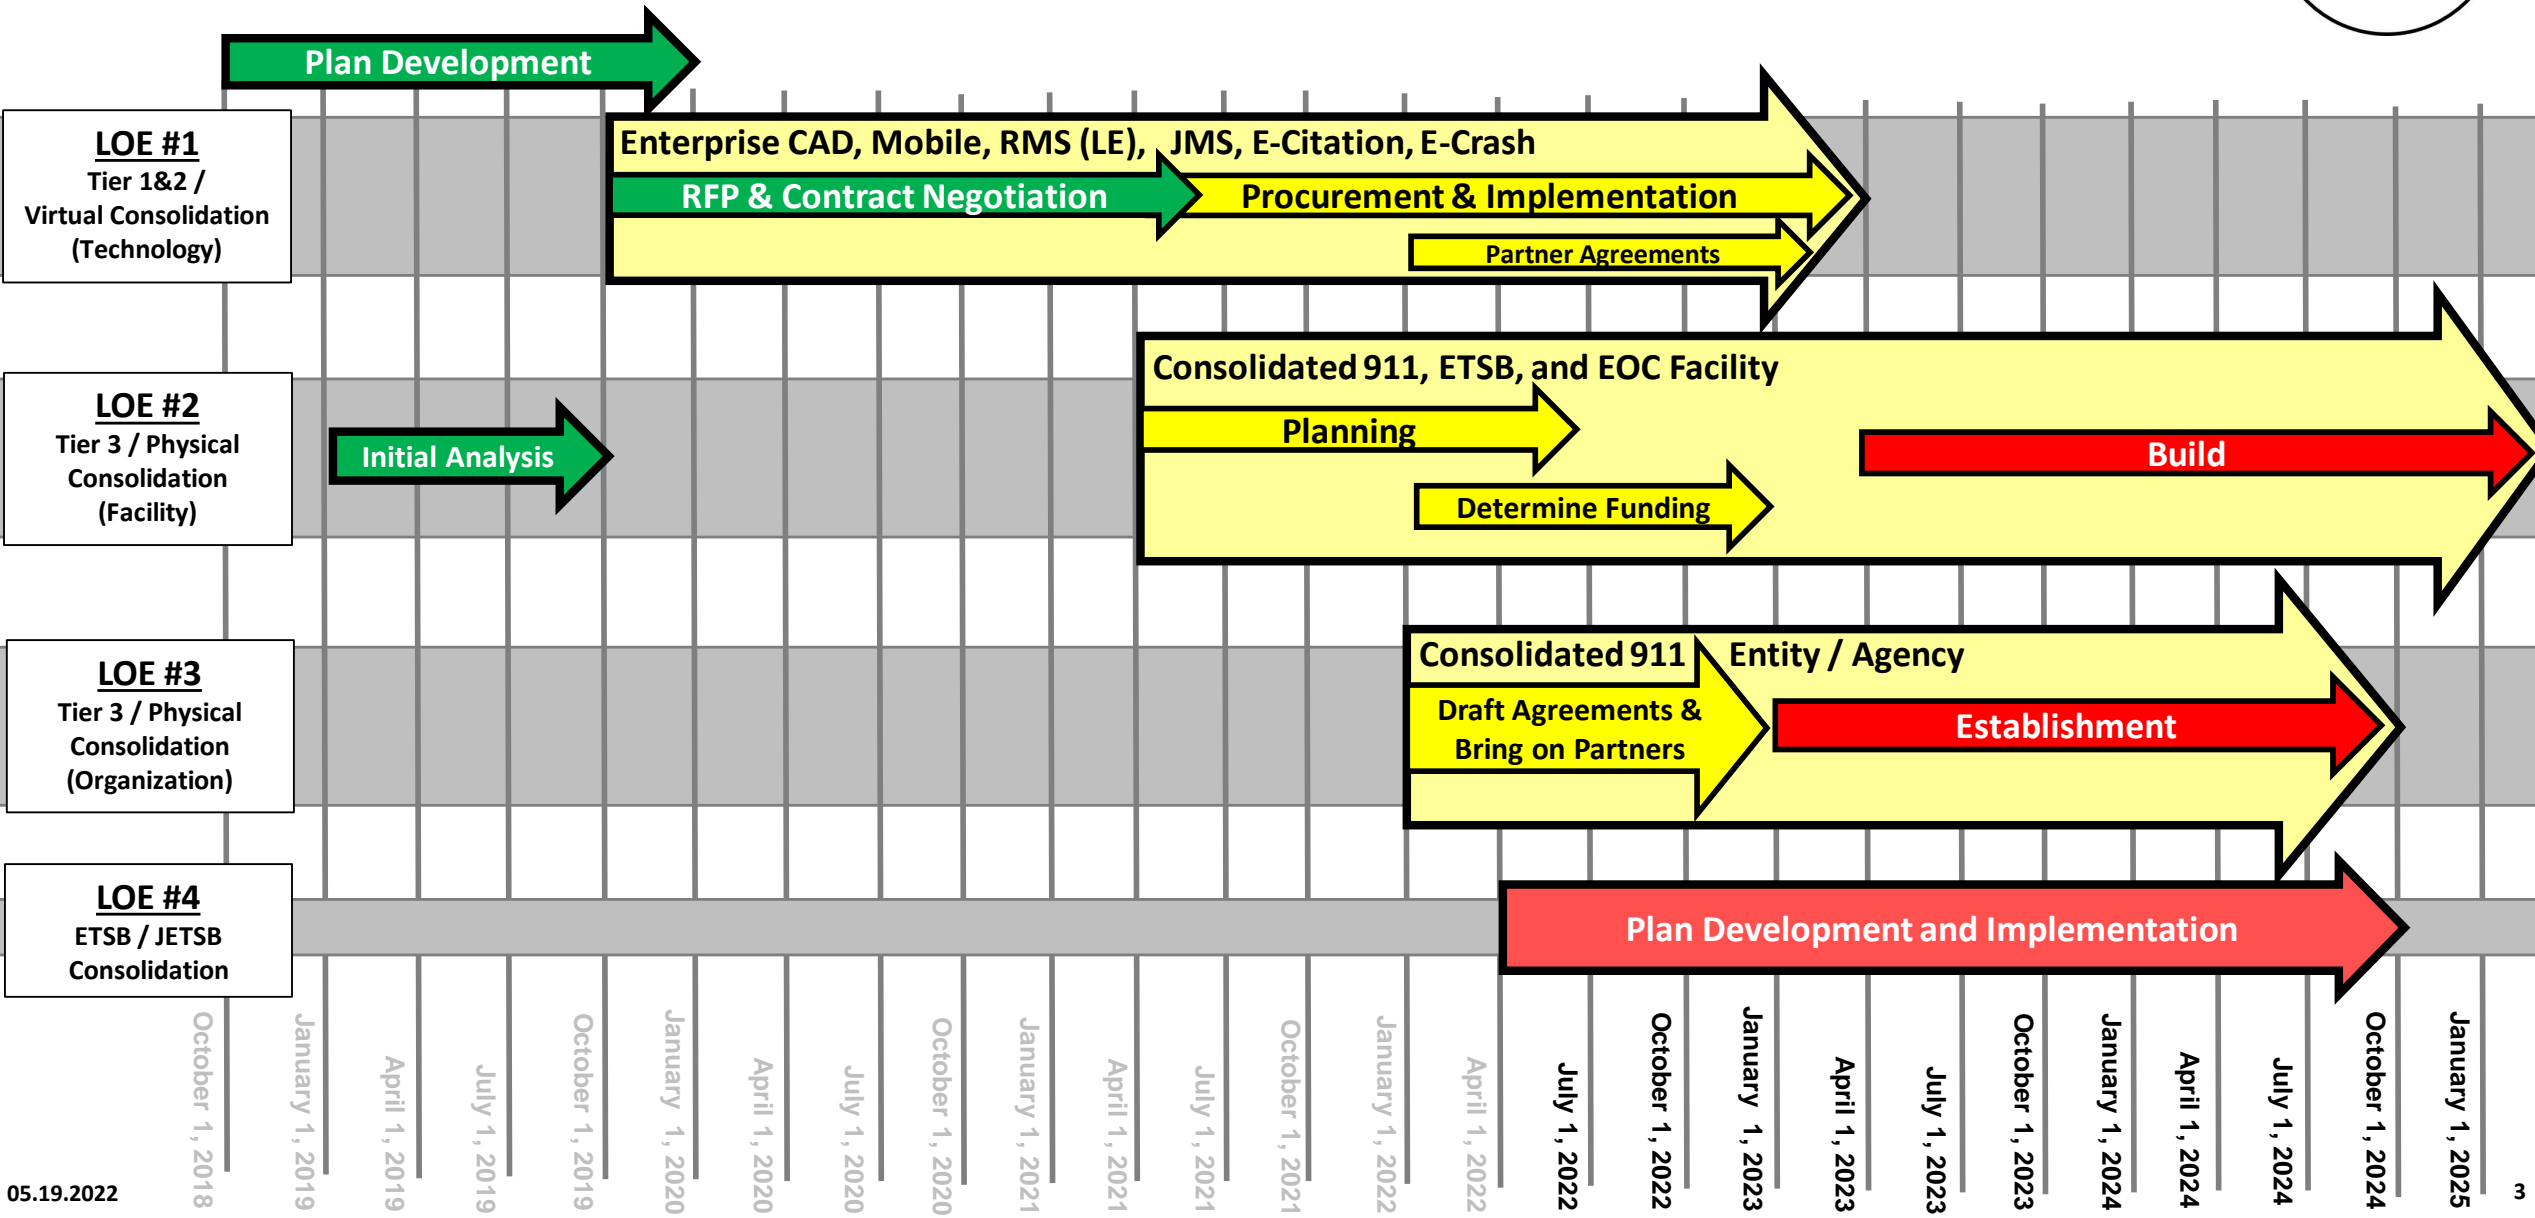 Plan Development
LOE #1
Tier 1&2 /
Virtual Consolidation
(Technology)
Enterprise CAD, Mobile, RMS (LE), JMS, E-Citation, E-Crash
RFP & Contract Negotiation
Procurement & Implementation
Partner Agreements
LOE #2
Tier 3 / Physical
Consolidation
(Facility)
Initial Analysis
Consolidated 911, ETSB, and EOC Facility
Planning
Determine Funding
Build
LOE #3
Tier 3 / Physical
Consolidation
(Organization)
Consolidated 911 Entity / Agency
Draft Agreements &
Bring on Partners
Establishment
LOE #4
ETSB / JETSB
Consolidation
Plan Development and Implementation
October 1, 2018
January 1, 2019
April 1, 2019
July 1, 2019
October 1, 2019
January 1, 2020
April 1, 2020
July 1, 2020
October 1, 2020
January 1, 2021
April 1, 2021
July 1, 2021
October 1, 2021
January 1, 2022
April 1, 2022
July 1, 2022
October 1, 2022
January 1, 2023
April 1, 2023
July 1, 2023
October 1, 2023
January 1, 2024
April 1, 2024
July 1, 2024
October 1, 2024
January 1, 2025
05.19.2022
3